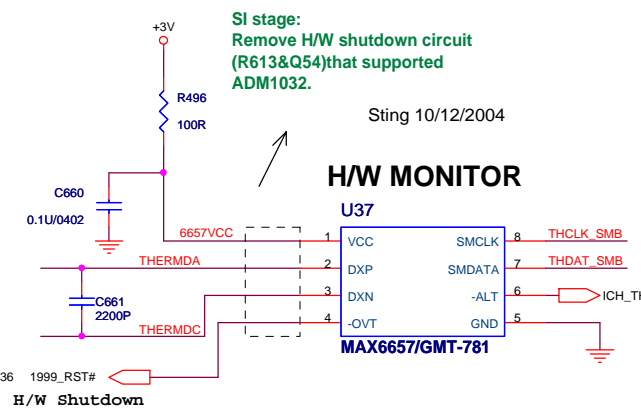 SI stage:
Remove H/W shutdown circuit
(R613&Q54)that supported
ADM1032.
Sting 10/12/2004
+3V
R496
100R
H/W MONITOR
C660
0.1U/0402
U37
6657VCC
1 VCC SMCLK 8 THCLK_SMB
THERMDA
2 DXP SMDATA 7 THDAT_SMB
C661
2200P
3 DXN -ALT 6 ICH_TH
THERMDC
4 -OVT GND 5
MAX6657/GMT-781
36 1999_RST#
H/W Shutdown